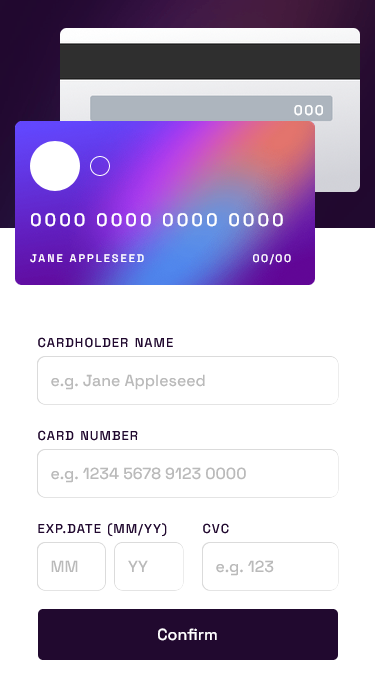 000
0000 0000 0000 0000
JANE APPLESEED 00/00
CARDHOLDER NAME
e.g. Jane Appleseed
CARD NUMBER
e.g. 1234 5678 9123 0000
EXP.DATE (MM/YY) CVC
MM YY e.g. 123
Confirm